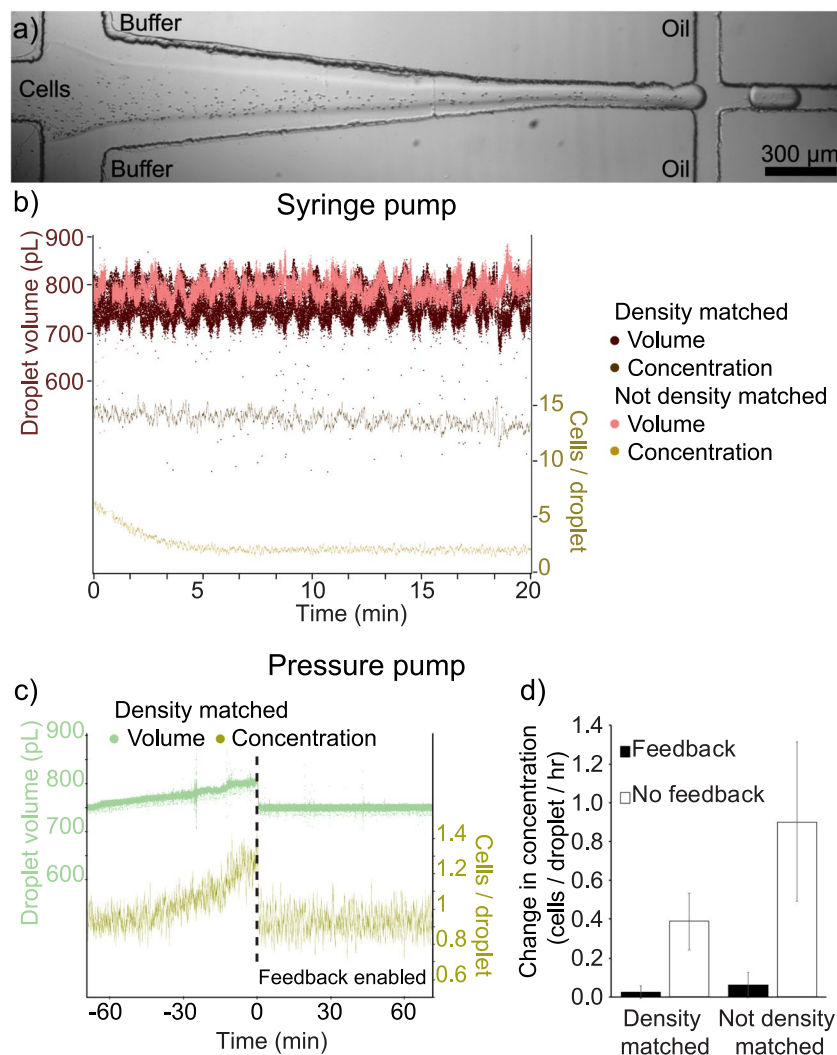 a)
Buffer
Oil
Cells
Buffer
Oil
300 µm
b)
Syringe pump
Droplet volume (pL)
900
800
700
600
15
10
5
0
Cells / droplet
0
5
10
15
20
Time (min)
Density matched
Volume
Concentration
Not density matched
Volume
Concentration
Pressure pump
c)
Density matched
Volume
Concentration
Droplet volume (pL)
900
800
700
600
1.4
1.2
1
0.8
0.6
Cells / droplet
Feedback enabled
-60
-30
0
30
60
Time (min)
d)
Change in concentration
(cells / droplet / hr)
1.4
1.2
1.0
0.8
0.6
0.4
0.2
0.0
Feedback
No feedback
Density
matched
Not density
matched